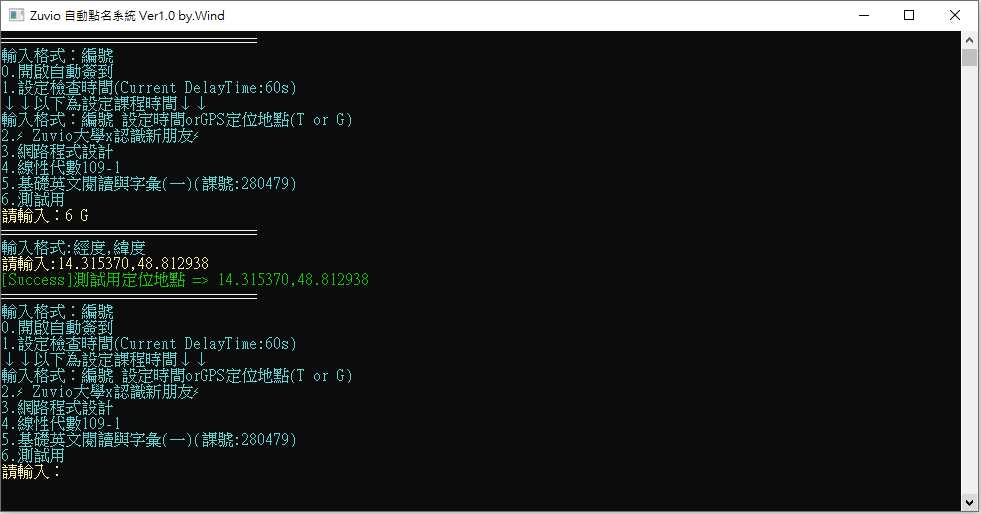 Zuvio 自動點名系統 Ver1.0 by.Wind
================================
輸入格式：編號
0.開啟自動簽到
1.設定檢查時間(Current DelayTime:60s)
↓↓以下為設定課程時間↓↓
輸入格式：編號 設定時間orGPS定位地點(T or G)
2.⚡ Zuvio大學x認識新朋友⚡
3.網路程式設計
4.線性代數109-1
5.基礎英文閱讀與字彙(一)(課號:280479)
6.測試用
請輸入：6 G
================================
輸入格式:經度,緯度
請輸入:14.315370,48.812938
[Success]測試用定位地點 => 14.315370,48.812938
================================
輸入格式：編號
0.開啟自動簽到
1.設定檢查時間(Current DelayTime:60s)
↓↓以下為設定課程時間↓↓
輸入格式：編號 設定時間orGPS定位地點(T or G)
2.⚡ Zuvio大學x認識新朋友⚡
3.網路程式設計
4.線性代數109-1
5.基礎英文閱讀與字彙(一)(課號:280479)
6.測試用
請輸入：